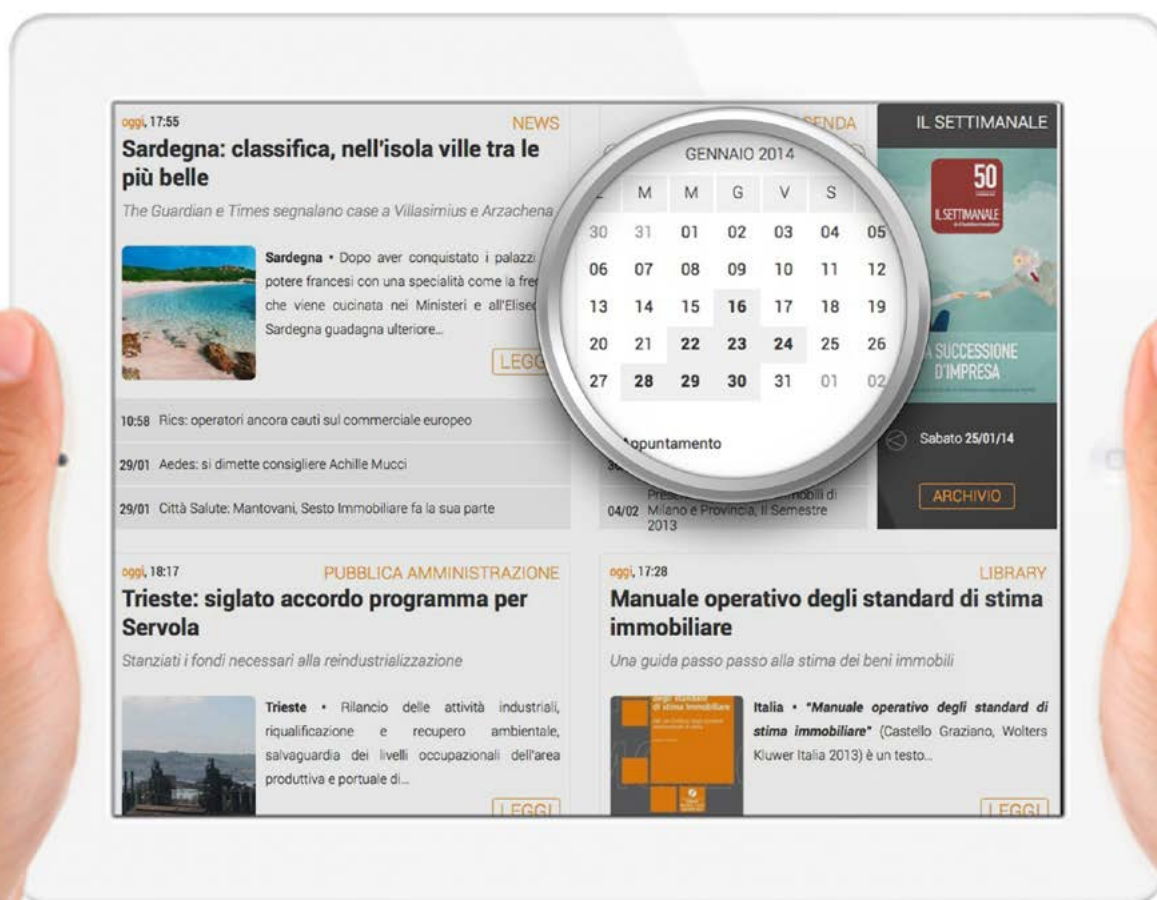 oggi, 17:55 NEWS
Sardegna: classifica, nell'isola ville tra le
più belle
The Guardian e Times segnalano case a Villasimius e Arzachena
Sardegna • Dopo aver conquistato i palazzi
potere francesi con una specialità come la
che viene cucinata nei Ministeri e
Sardegna guadagna ulteriore...
LEGGI
10:58 Rics: operatori ancora cauti sul commerciale europeo
29/01 Aedes: si dimette consigliere Achille Mucci
29/01 Città Salute: Mantovani, Sesto Immobiliare fa la sua parte
GENNAIO 2014
M M G V S
30 31 01 02 03 04 05
06 07 08 09 10 11 12
13 14 15 16 17 18 19
20 21 22 23 24 25 26
27 28 29 30 31 01 02
04/02 Milano e Provincia, II Semestre
2013
IL SETTIMANALE
50
IL SETTIMANALE
SUCCESSIONE
D'IMPRESA
Sabato 25/01/14
ARCHIVIO
oggi, 18:17 PUBBLICA AMMINISTRAZIONE
Trieste: siglato accordo programma per
Servola
Stanziati i fondi necessari alla reindustrializzazione
Trieste • Rilancio delle attività industriali,
riqualificazione e recupero ambientale,
salvaguardia dei livelli occupazionali dell'area
produttiva e portuale di...
LEGGI
oggi, 17:28 LIBRARY
Manuale operativo degli standard di stima
immobiliare
Una guida passo passo alla stima dei beni immobili
degli standard
di stima immobiliare
Italia • "Manuale operativo degli standard di
stima immobiliare" (Castello Graziano, Wolters
Kluwer Italia 2013) è un testo...
LEGGI